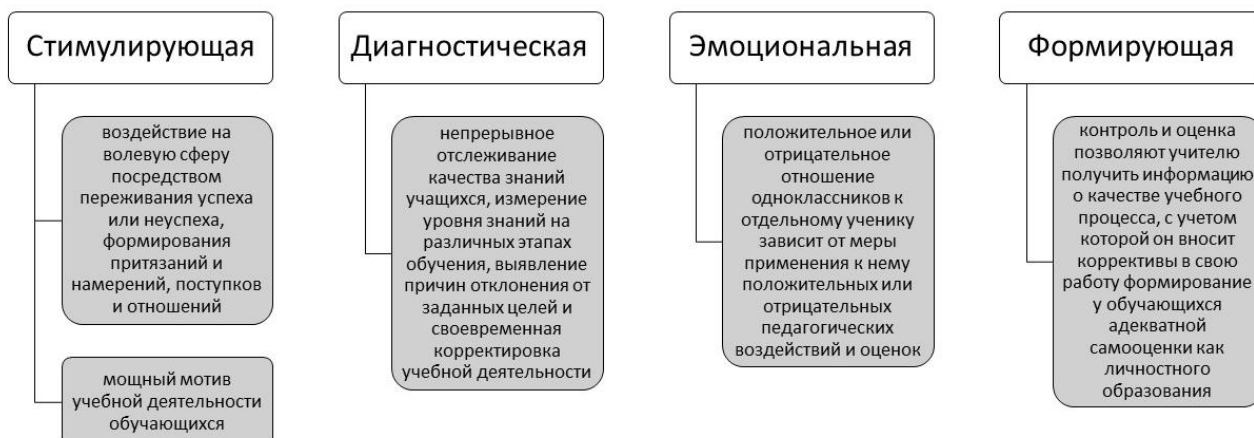 Стимулирующая
воздействие на
волевую сферу
посредством
переживания успеха
или неуспеха,
формирования
притязаний и
намерений, поступков
и отношений
мощный мотив
учебной деятельности
обучающихся
Диагностическая
непрерывное
отслеживание
качества знаний
учащихся, измерение
уровня знаний на
различных этапах
обучения, выявление
причин отклонения от
заданных целей и
своевременная
корректировка
учебной деятельности
Эмоциональная
положительное или
отрицательное
отношение
одноклассников к
отдельному ученику
зависит от меры
применения к нему
положительных или
отрицательных
педагогических
воздействий и оценок
Формирующая
контроль и оценка
позволяют учителю
получить информацию
о качестве учебного
процесса, с учетом
которой он вносит
коррективы в свою
работу формирование
у обучающихся
адекватной
самооценки как
личностного
образования